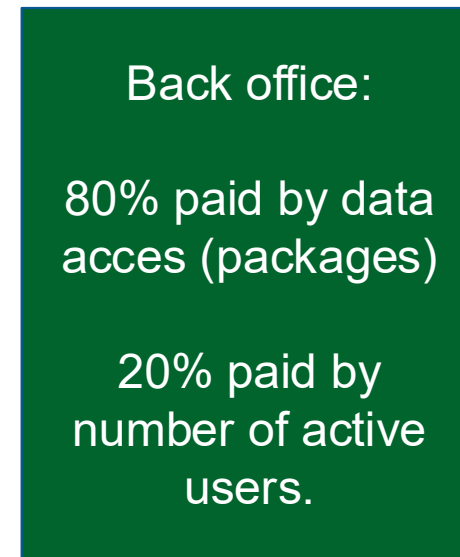 Back office:
80% paid by data
acces (packages)
20% paid by
number of active
users.